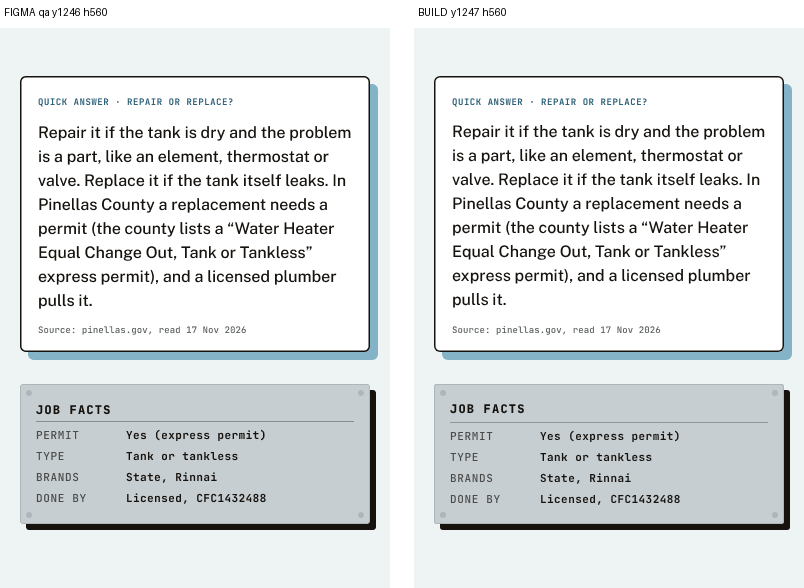 FIGMA qa y1246 h560
QUICK ANSWER · REPAIR OR REPLACE?
Repair it if the tank is dry and the problem
is a part, like an element, thermostat or
valve. Replace it if the tank itself leaks. In
Pinellas County a replacement needs a
permit (the county lists a “Water Heater
Equal Change Out, Tank or Tankless”
express permit), and a licensed plumber
pulls it.
Source: pinellas.gov, read 17 Nov 2026
JOB FACTS
PERMIT Yes (express permit)
TYPE Tank or tankless
BRANDS State, Rinnai
DONE BY Licensed, CFC1432488
BUILD y1247 h560
QUICK ANSWER · REPAIR OR REPLACE?
Repair it if the tank is dry and the problem
is a part, like an element, thermostat or
valve. Replace it if the tank itself leaks. In
Pinellas County a replacement needs a
permit (the county lists a “Water Heater
Equal Change Out, Tank or Tankless”
express permit), and a licensed plumber
pulls it.
Source: pinellas.gov, read 17 Nov 2026
JOB FACTS
PERMIT Yes (express permit)
TYPE Tank or tankless
BRANDS State, Rinnai
DONE BY Licensed, CFC1432488